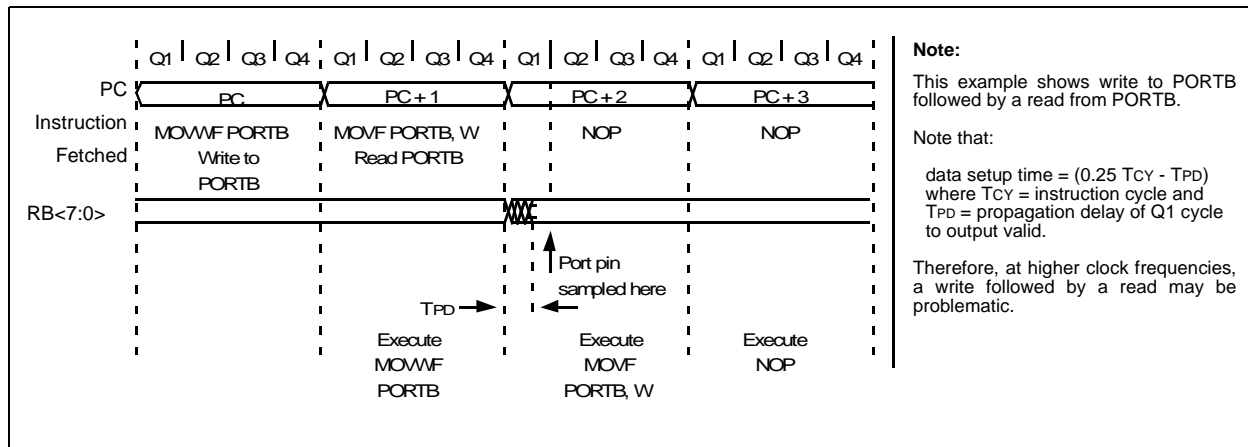 Q1 Q2 Q3 Q4 Q1 Q2 Q3 Q4 Q1 Q2 Q3 Q4 Q1 Q2 Q3 Q4
PC PC PC + 1 PC + 2 PC + 3
Instruction
Fetched
MOVWF PORTB
Write to
PORTB
MOVF PORTB, W
Read PORTB
NOP
NOP
RB<7:0>
Port pin
sampled here
TPD
Execute
MOVWF
PORTB
Execute
MOVF
PORTB, W
Execute
NOP
Note:
This example shows write to PORTB
followed by a read from PORTB.
Note that:
data setup time = (0.25 TCY - TPD)
where TCY = instruction cycle and
TPD = propagation delay of Q1 cycle
to output valid.
Therefore, at higher clock frequencies,
a write followed by a read may be
problematic.